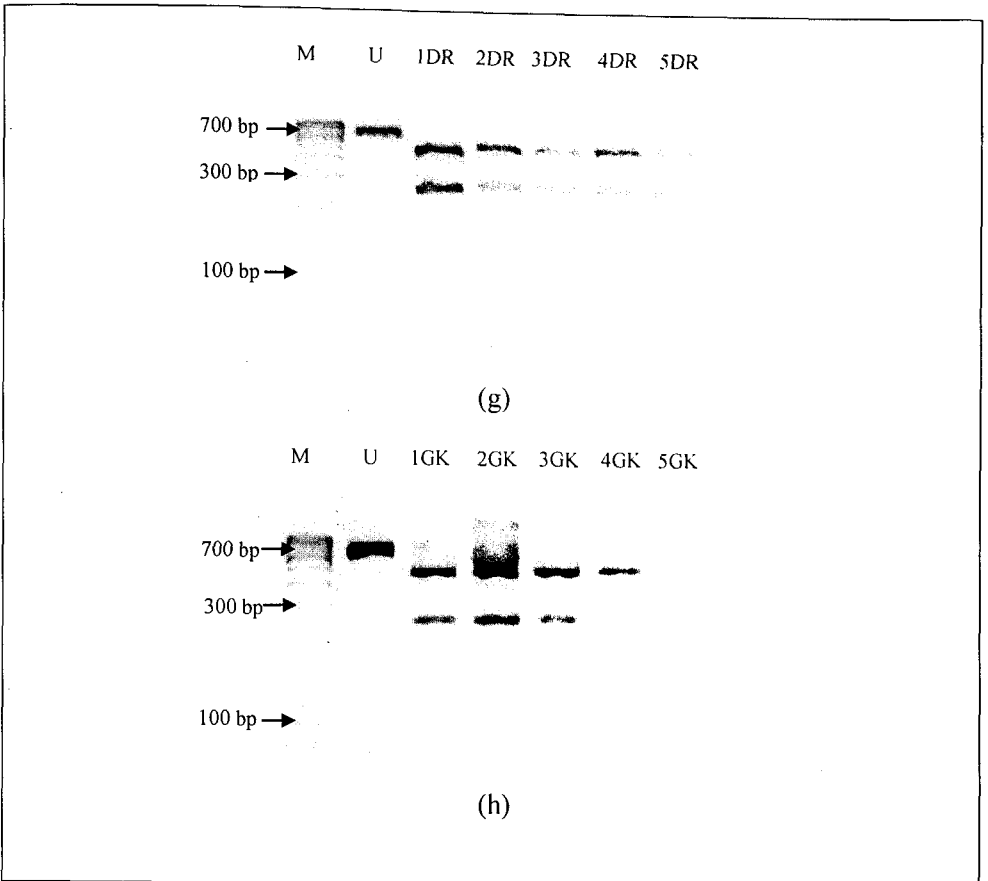 M U 1DR 2DR 3DR 4DR 5DR
700 bp
300 bp
100 bp
(g)
M U 1GK 2GK 3GK 4GK 5GK
700 bp
300 bp
100 bp
(h)